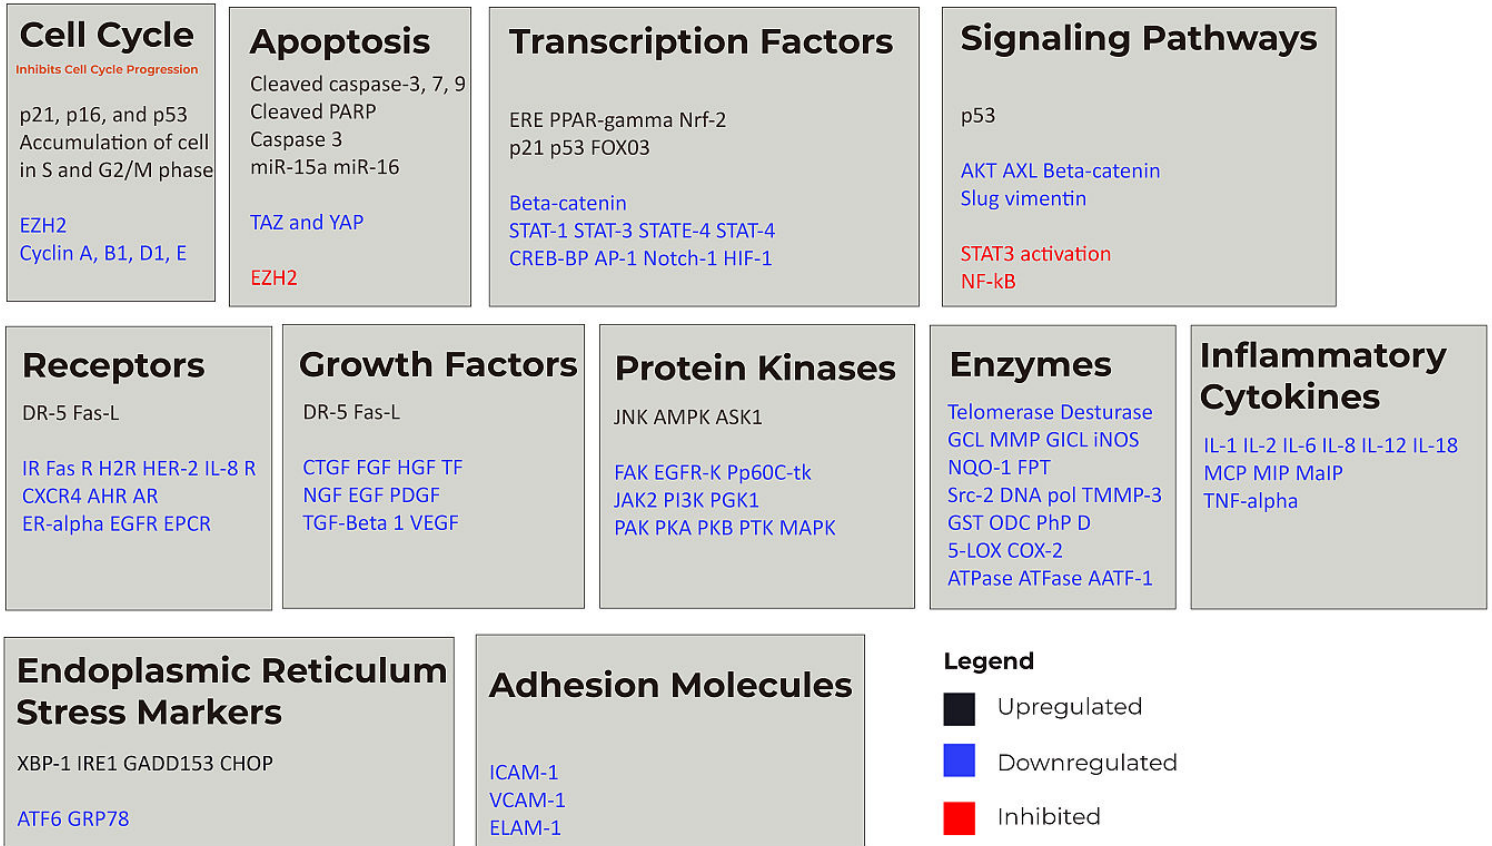 Cell Cycle
Inhibits Cell Cycle Progression
p21, p16, and p53
Accumulation of cell
in S and G2/M phase
EZH2
Cyclin A, B1, D1, E
Apoptosis
Cleaved caspase-3, 7, 9
Cleaved PARP
Caspase 3
miR-15a miR-16
TAZ and YAP
EZH2
Transcription Factors
ERE PPAR-gamma Nrf-2
p21 p53 FOX03
Beta-catenin
STAT-1 STAT-3 STATE-4 STAT-4
CREB-BP AP-1 Notch-1 HIF-1
Signaling Pathways
p53
AKT AXL Beta-catenin
Slug vimentin
STAT3 activation
NF-kB
Receptors
DR-5 Fas-L
IR Fas R H2R HER-2 IL-8 R
CXCR4 AHR AR
ER-alpha EGFR EPCR
Growth Factors
DR-5 Fas-L
CTGF FGF HGF TF
NGF EGF PDGF
TGF-Beta 1 VEGF
Protein Kinases
JNK AMPK ASK1
FAK EGFR-K Pp60C-tk
JAK2 PI3K PGK1
PAK PKA PKB PTK MAPK
Enzymes
Telomerase Desturase
GCL MMP GICL iNOS
NQO-1 FPT
Src-2 DNA pol TMMP-3
GST ODC PhP D
5-LOX COX-2
ATPase ATFase AATF-1
Inflammatory
Cytokines
IL-1 IL-2 IL-6 IL-8 IL-12 IL-18
MCP MIP MalP
TNF-alpha
Endoplasmic Reticulum
Stress Markers
XBP-1 IRE1 GADD153 CHOP
ATF6 GRP78
Adhesion Molecules
ICAM-1
VCAM-1
ELAM-1
Legend
Upregulated
Downregulated
Inhibited